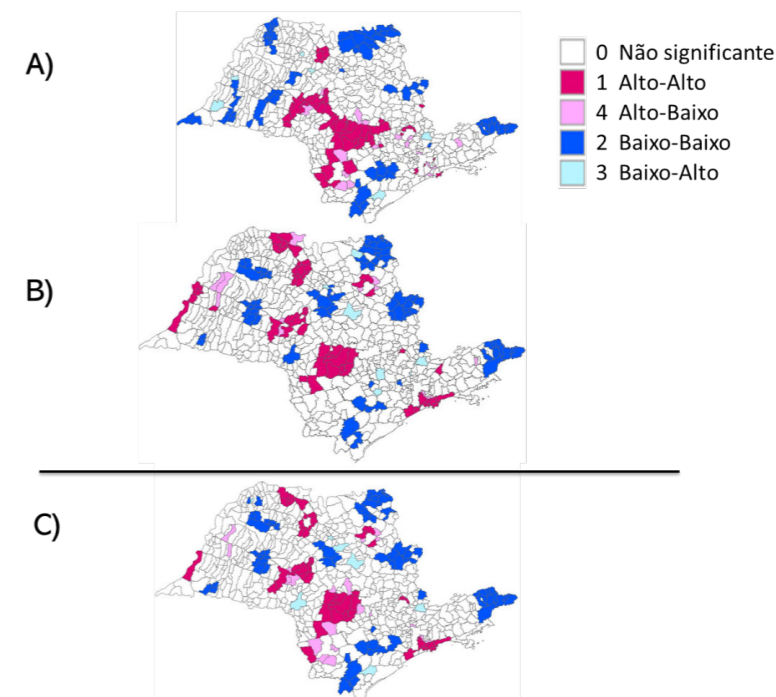 A)
0 Não significante
1 Alto-Alto
4 Alto-Baixo
2 Baixo-Baixo
3 Baixo-Alto
B)
C)